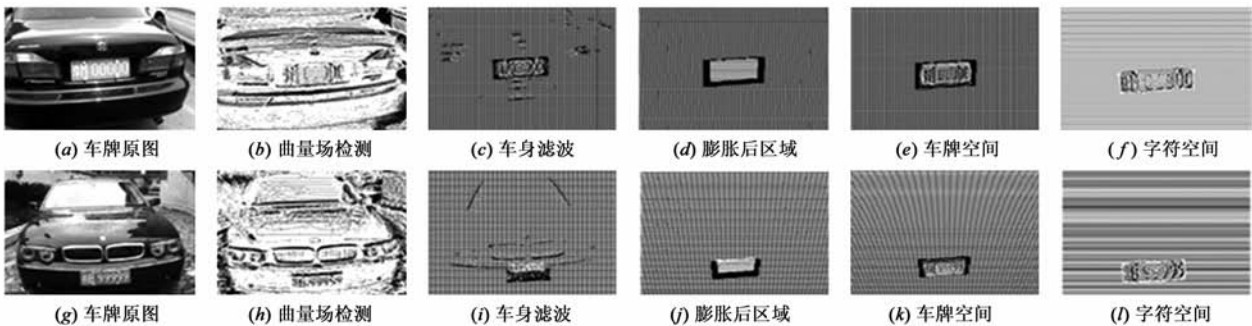 (a) 车牌原图
(b) 曲量场检测
(c) 车身滤波
(d) 膨胀后区域
(e) 车牌空间
(f) 字符空间
(g) 车牌原图
(h) 曲量场检测
(i) 车身滤波
(j) 膨胀后区域
(k) 车牌空间
(l) 字符空间